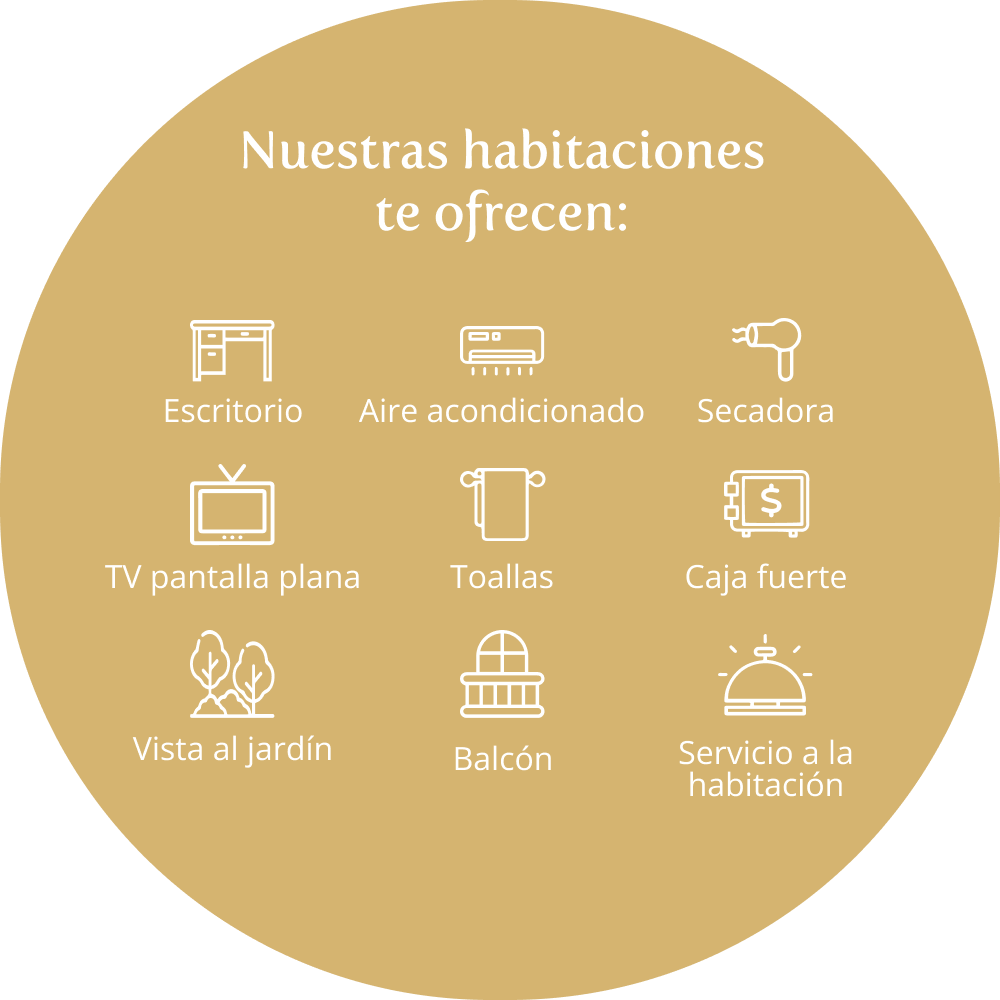 Nuestras habitaciones
te ofrecen:
Escritorio
Aire acondicionado
Secadora
TV pantalla plana
Toallas
$
Caja fuerte
Vista al jardín
Balcón
Servicio a la
habitación